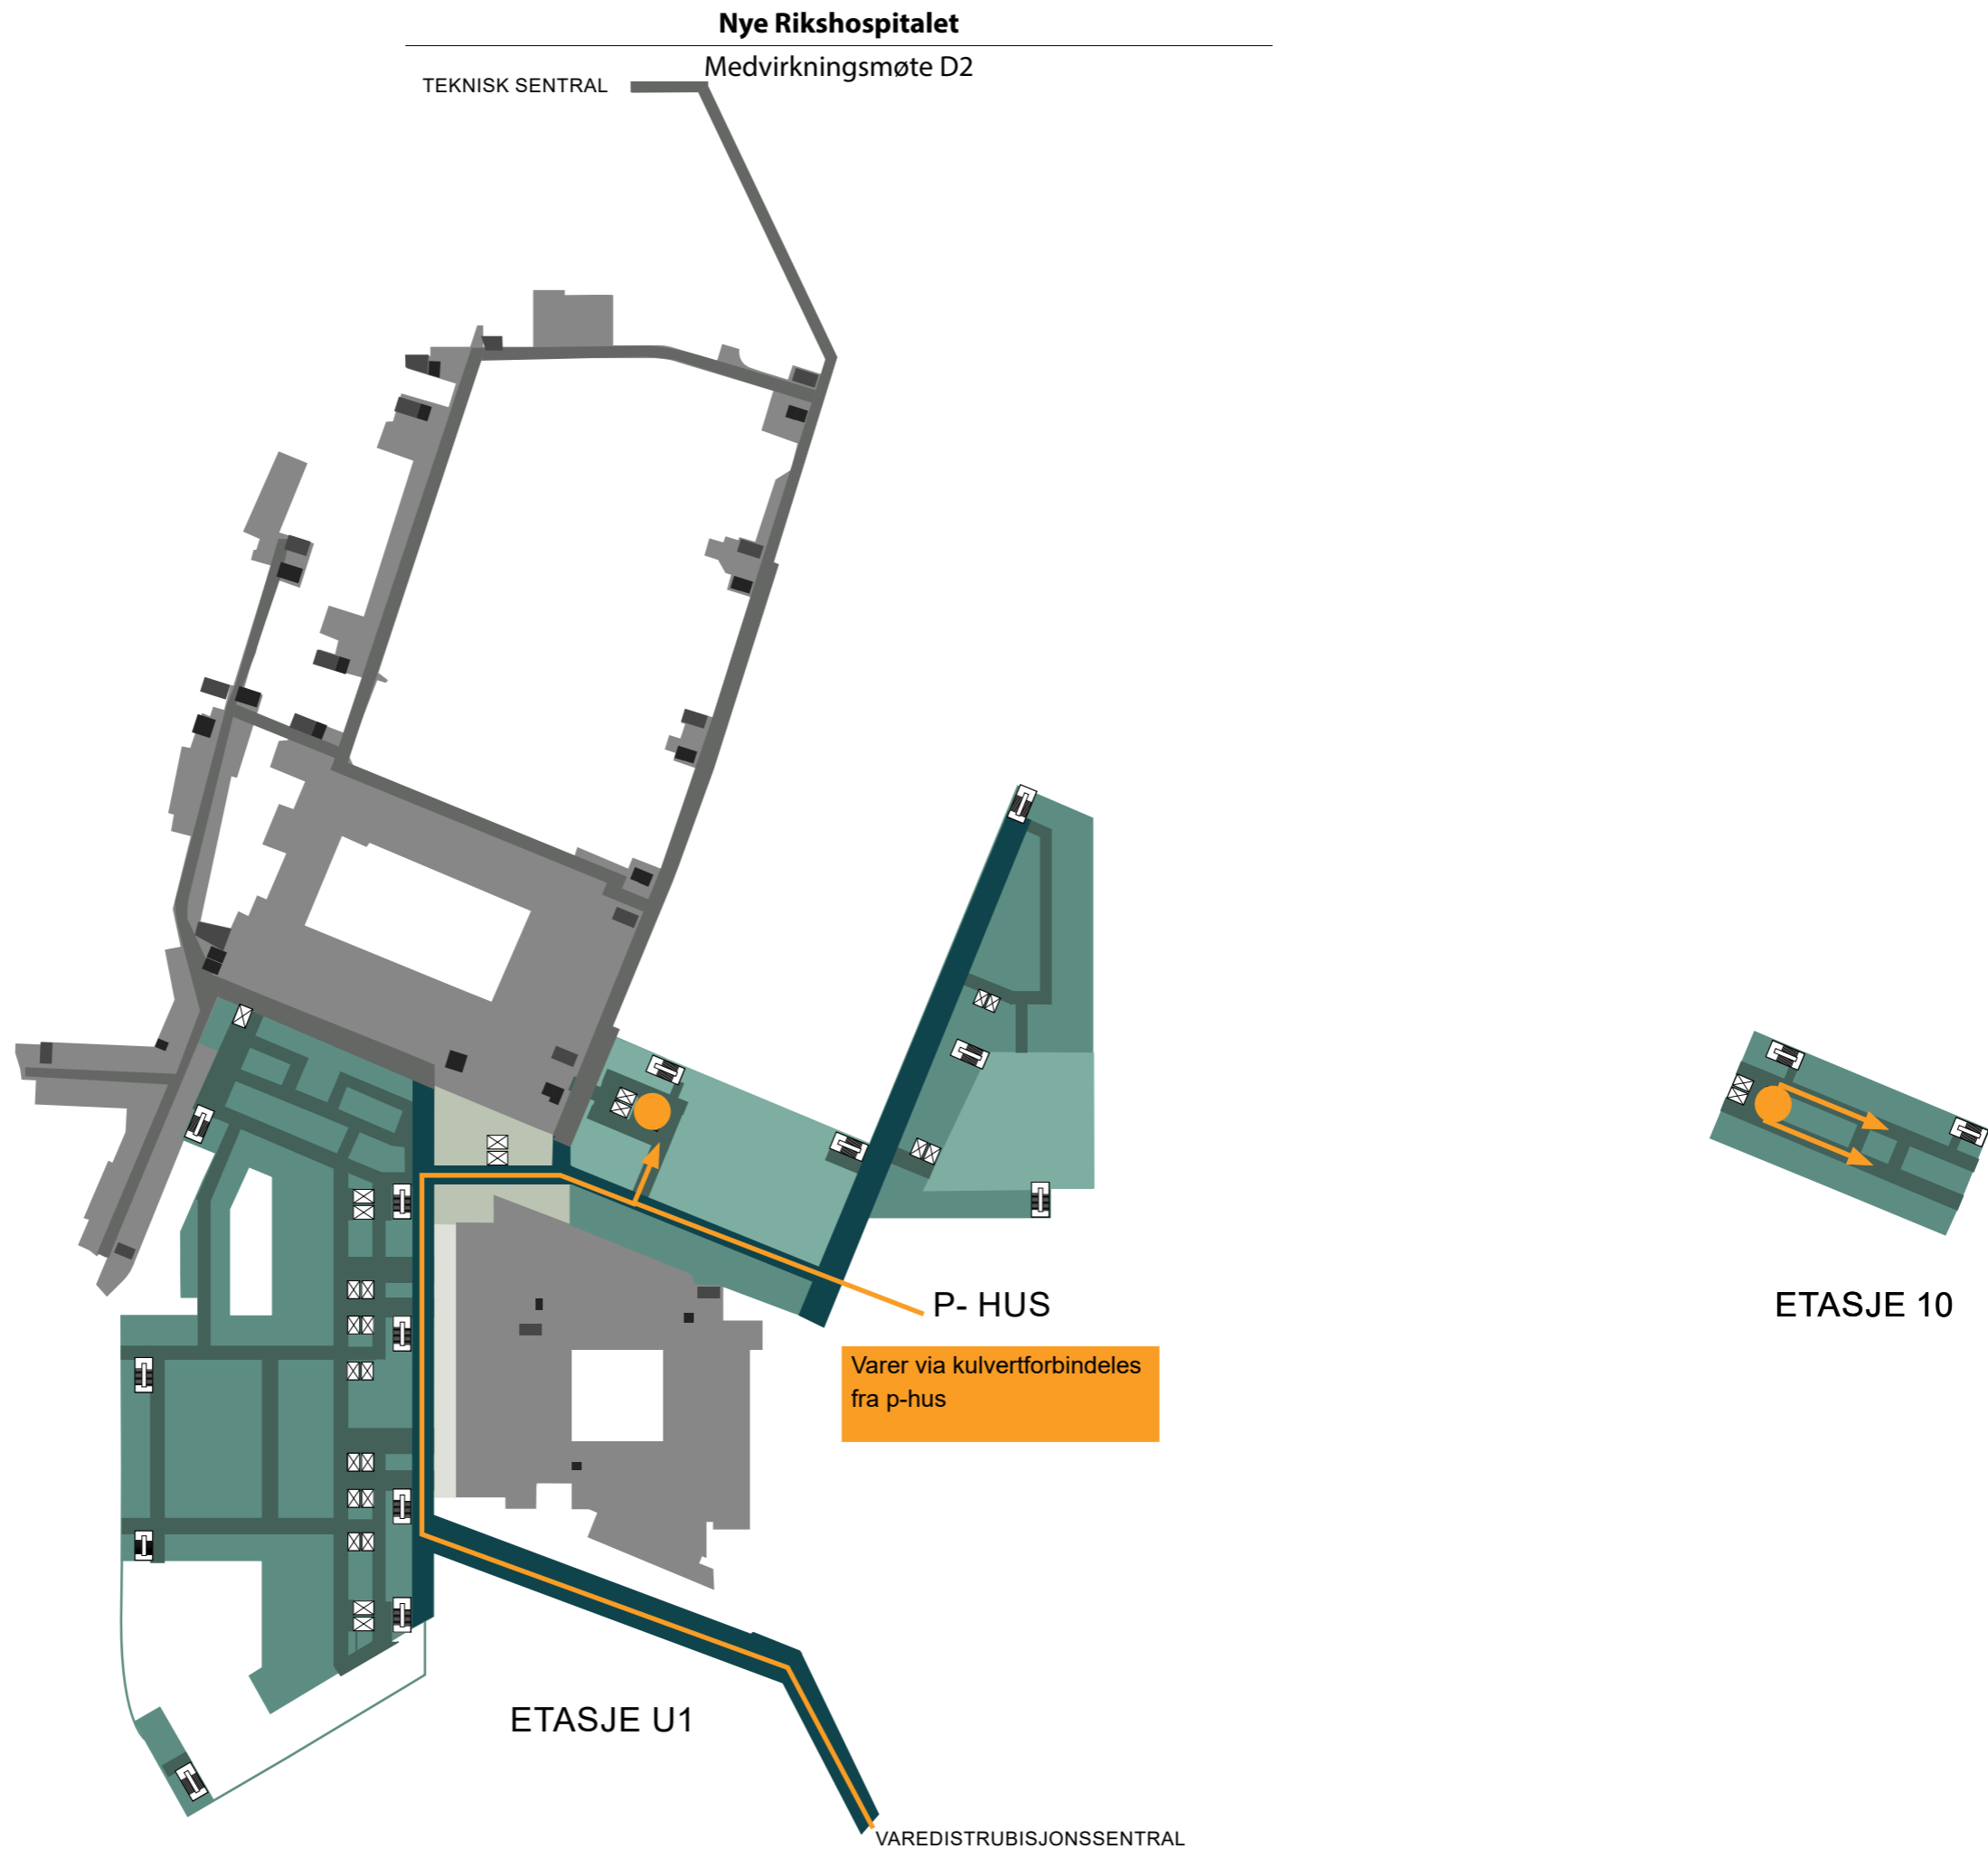 Nye Rikshospitalet
Medvirkningsmøte D2
TEKNISK SENTRAL
P- HUS
ETASJE 10
Varer via kulvertforbindeles
fra p-hus
ETASJE U1
VAREDISTRUBISJONSSENTRAL